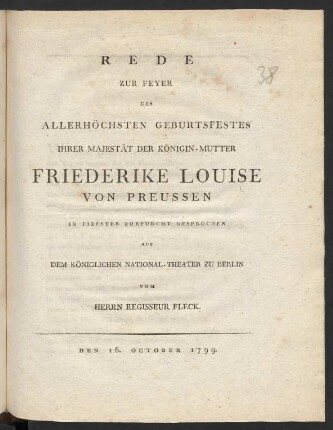 REDE
38
ZUR FEYER
DES
ALLERHÖCHSTEN GEBURTSFESTES
IHRER MAJESTÄT DER KÖNIGIN-MUTTER
FRIEDERIKE LOUISE
VON PREUSSEN
IN TIEFSTER EHRFURCHT GESPROCHEN
AUF
DEM KÖNIGLICHEN NATIONAL-THEATER ZU BERLIN
VOM
HERRN REGISSEUR FLECK.
DEN 16. OCTOBER 1799.